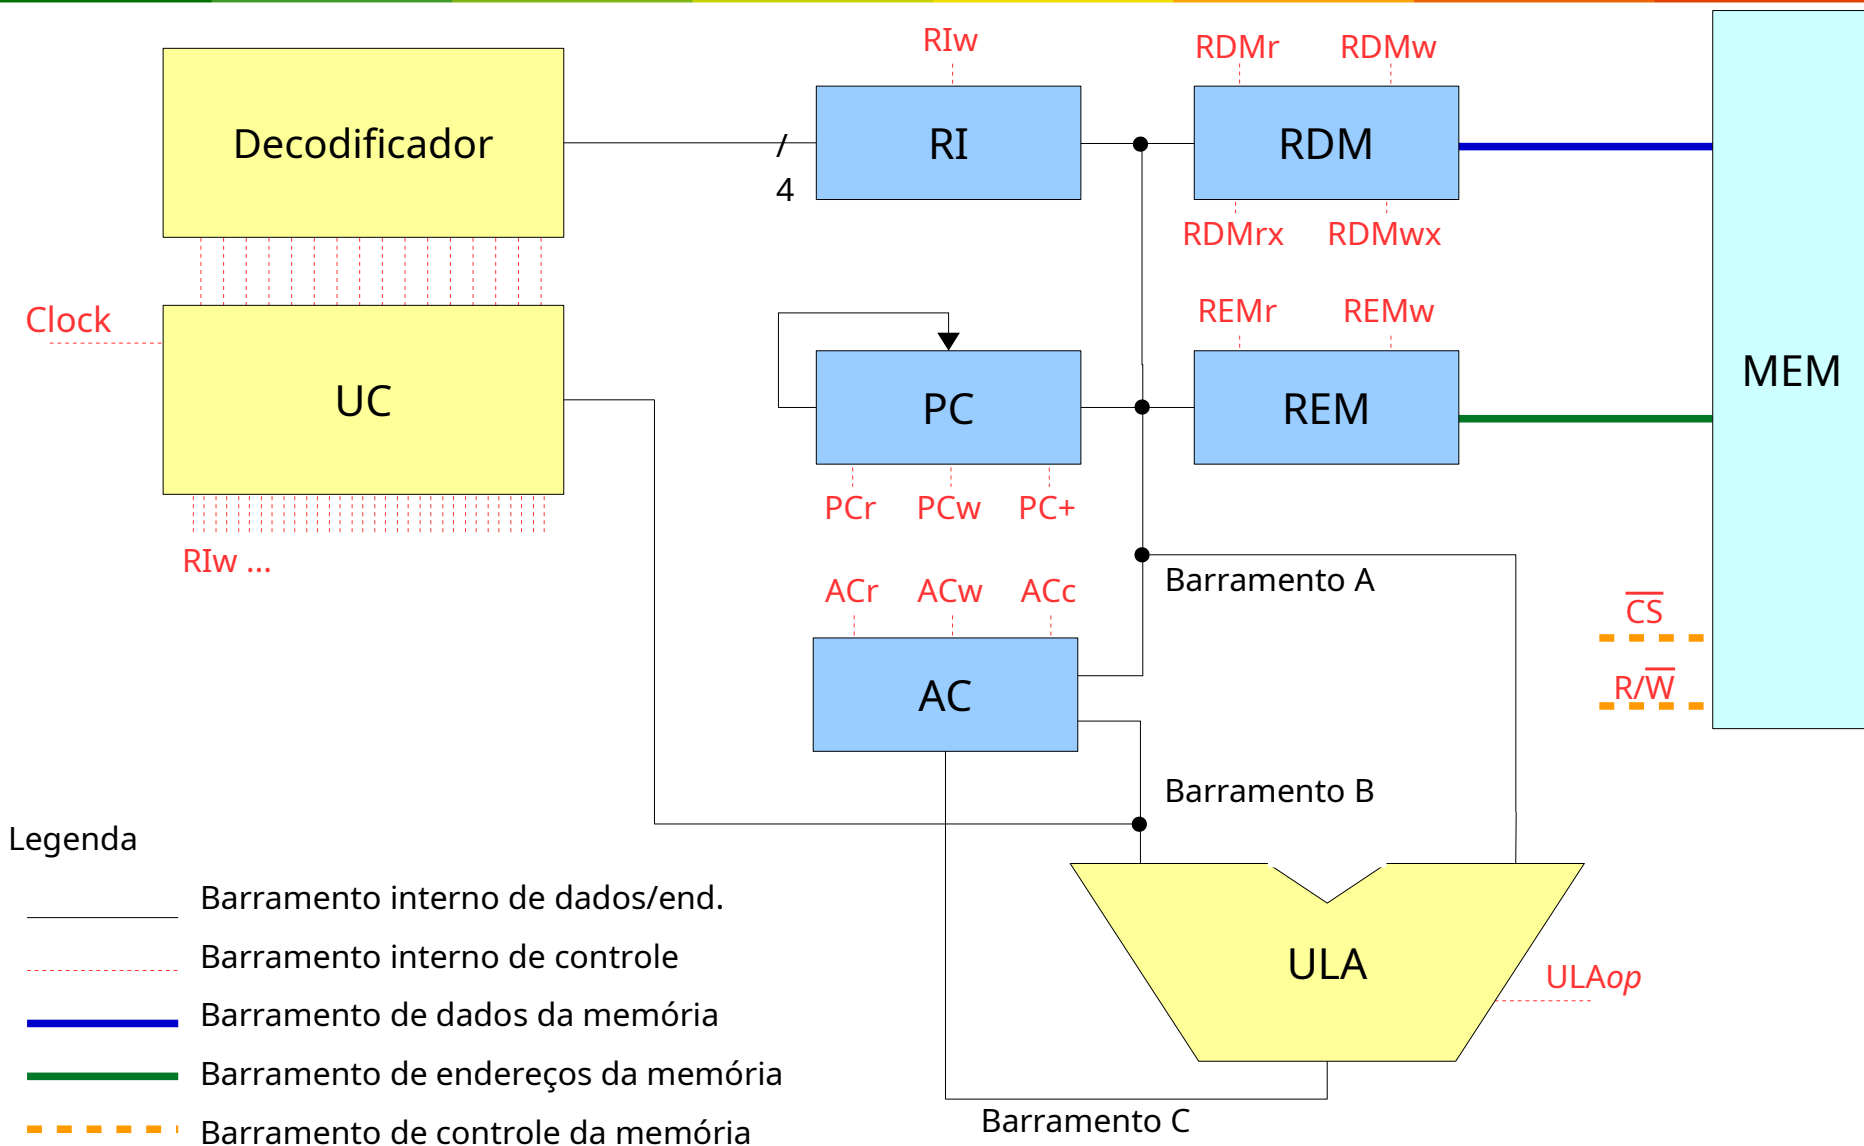 RIw
RDMr RDMw
Decodificador
/
4
RI
RDM
RDMrx RDMwx
Clock
REMr REMw
UC
PC
REM
MEM
PCr PCw PC+
RIw ...
ACr ACw ACc
Barramento A
CS
R/W
AC
Barramento B
Legenda
Barramento interno de dados/end.
Barramento interno de controle
ULA
ULAop
Barramento de dados da memória
Barramento de endereços da memória
Barramento C
Barramento de controle da memória